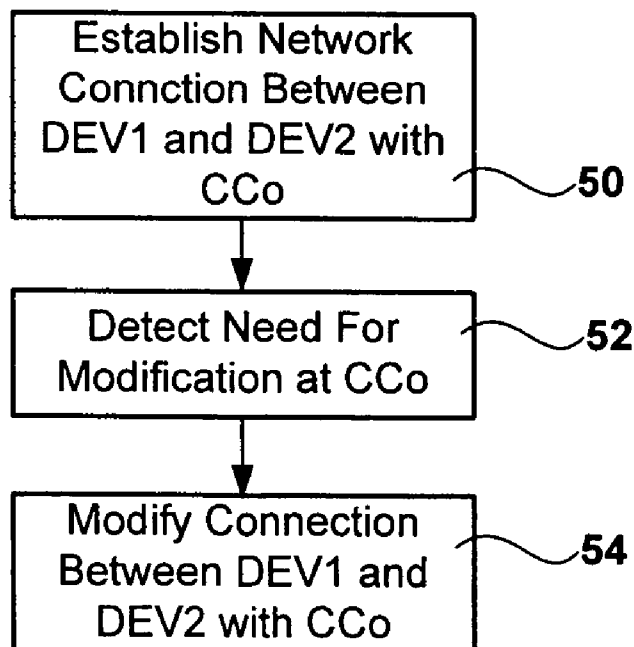 Establish Network
Connction Between
DEV1 and DEV2 with
CCo
50
Detect Need For
Modification at CCo
52
Modify Connection
Between DEV1 and
DEV2 with CCo
54